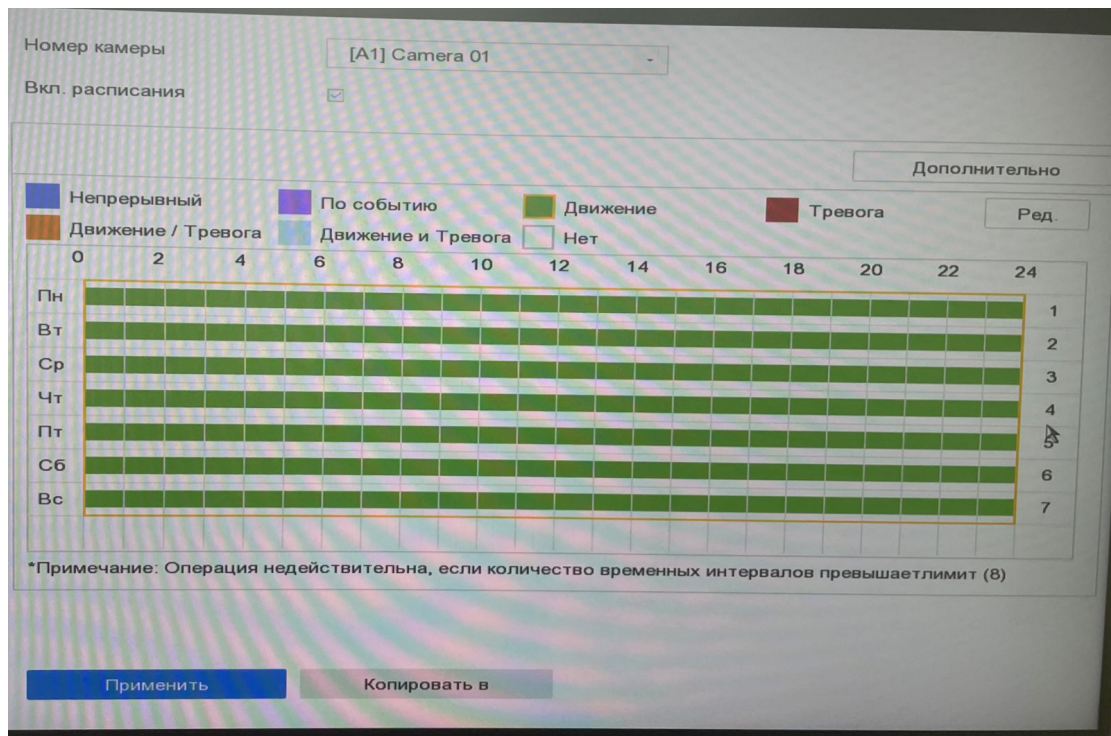 Номер камеры [A1] Camera 01
Вкл. расписания
Дополнительно
Непрерывный По событию Движение Тревога Ред.
Движение / Тревога Движение и Тревога Нет
0 2 4 6 8 10 12 14 16 18 20 22 24
Пн 1
Вт 2
Ср 3
Чт 4
Пт 5
Сб 6
Вс 7
*Примечание: Операция недействительна, если количество временных интервалов превышаетлимит (8)
Применить Копировать в